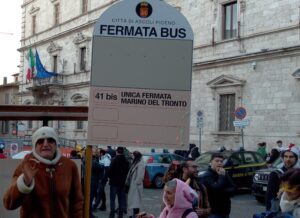 CITTÀ DI ASCOLI PICENO
FERMATA BUS
41 bis UNICA FERMATA
MARINO DEL TRONTO